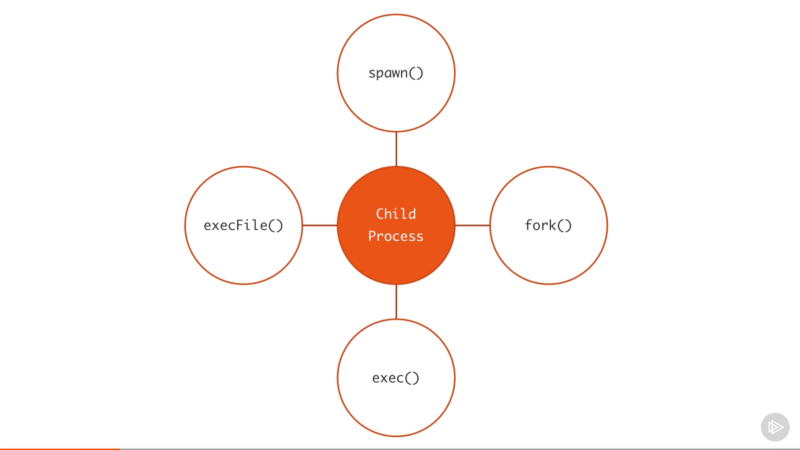 spawn()
execFile()
Child
Process
fork()
exec()